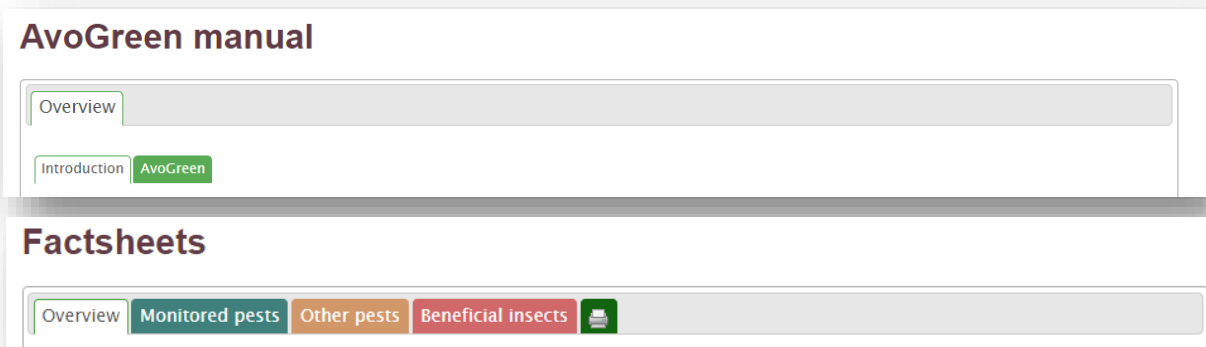 AvoGreen manual
Overview
Introduction AvoGreen
Factsheets
Overview Monitored pests Other pests Beneficial insects